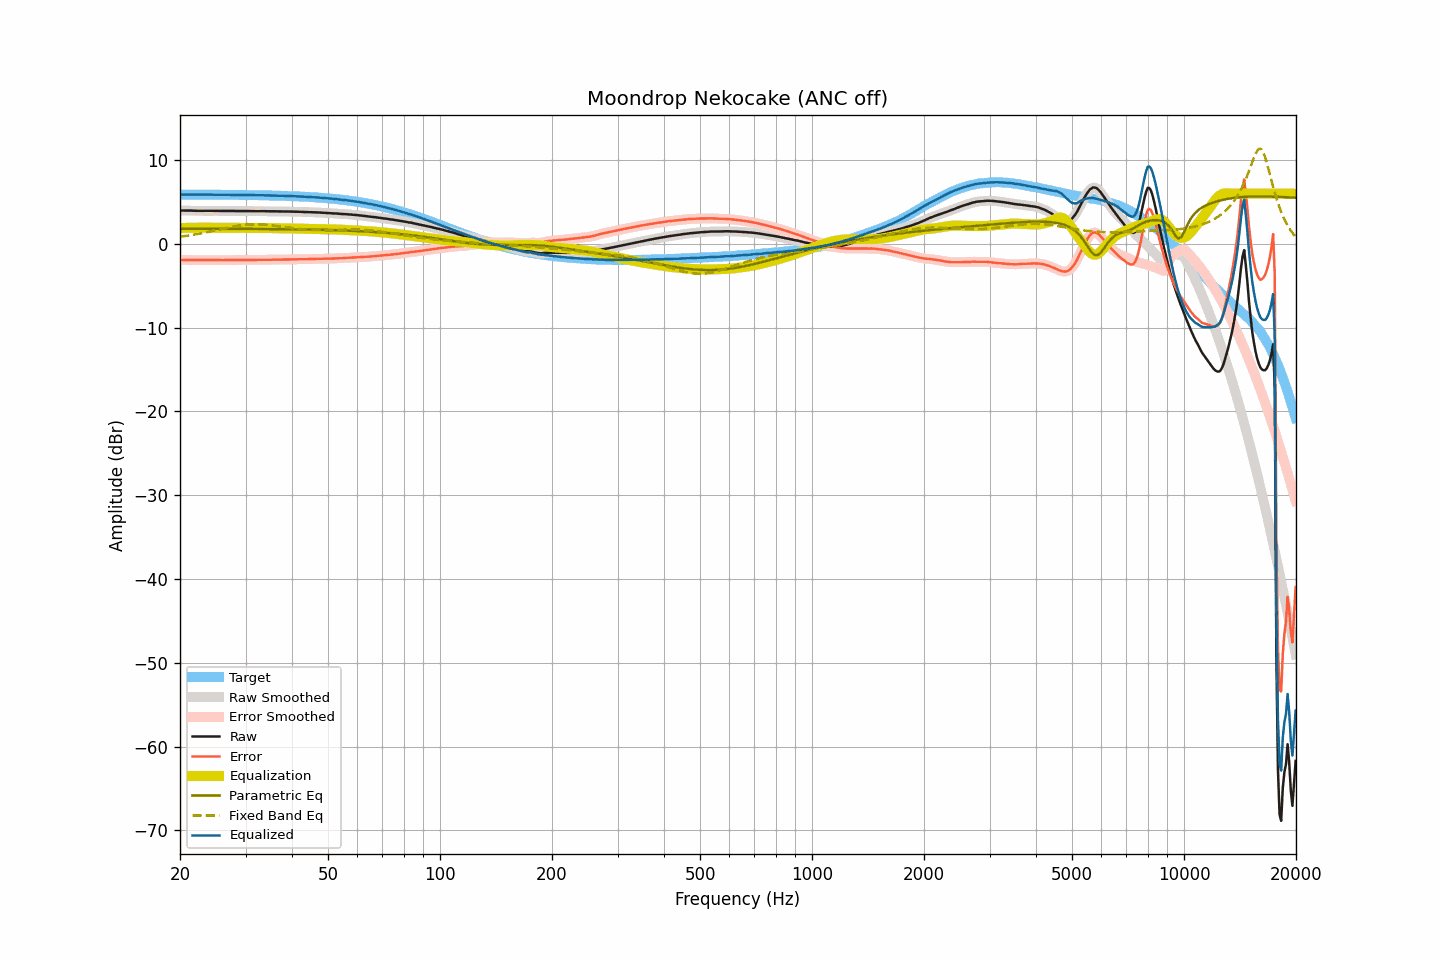 Moondrop Nekocake (ANC off)
10
0
−10
−20
−30
−40
−50
−60
−70
Amplitude (dBr)
Target
Raw Smoothed
Error Smoothed
Raw
Error
Equalization
Parametric Eq
Fixed Band Eq
Equalized
20 50 100 200 500 1000 2000 5000 10000 20000
Frequency (Hz)